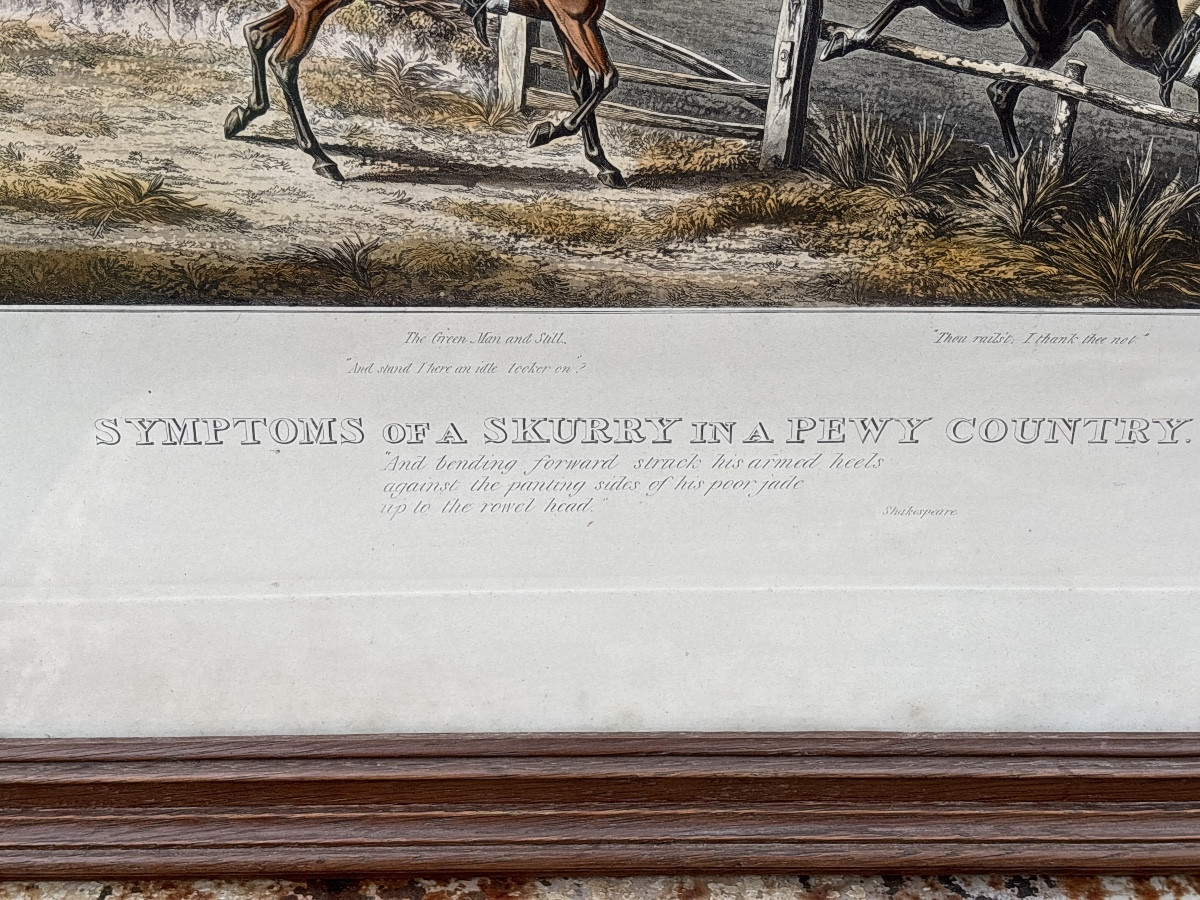 The Green Man and Still.
"Thou rail'st; I thank thee not."
"And stand I here an idle looker on"?
SYMPTOMS OF A SKURRY IN A PEWY COUNTRY.
"And bending forward struck his armed heels
against the panting sides of his poor jade
up to the rowel head."
Shakespeare.